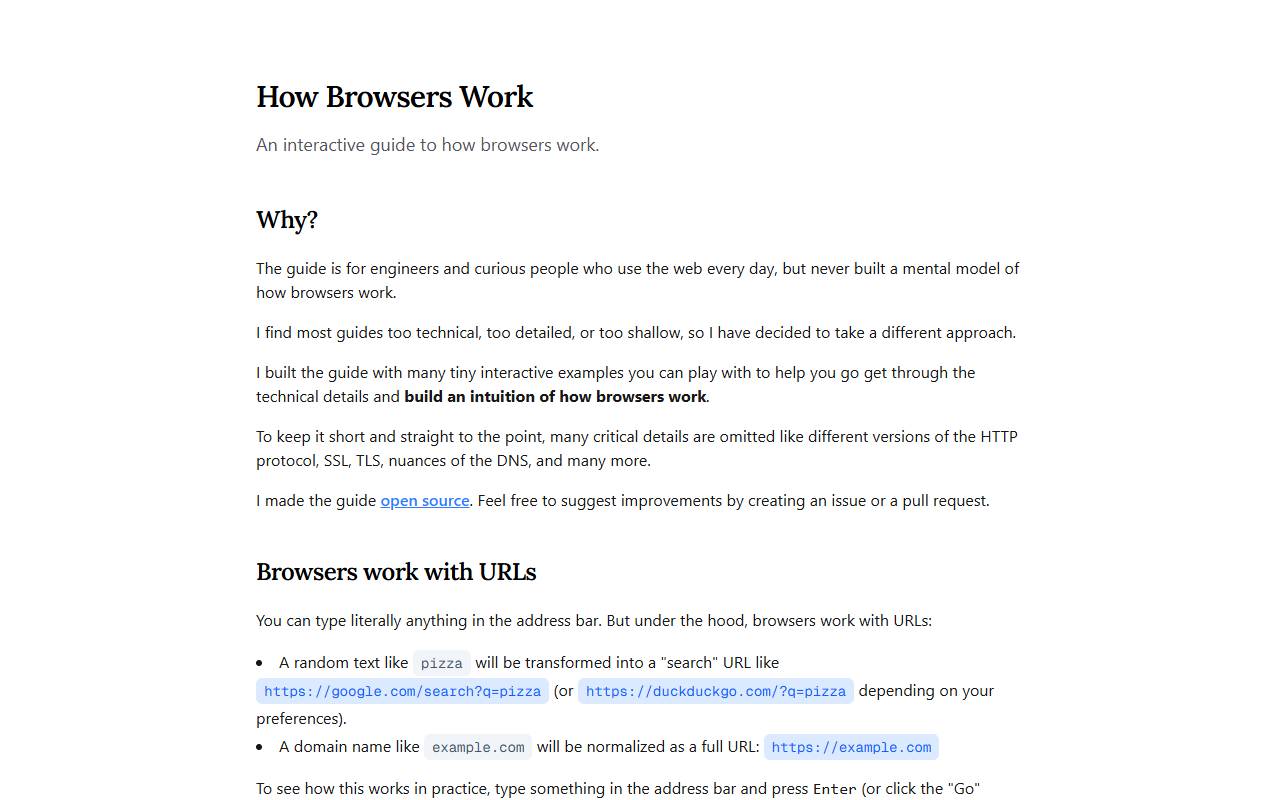 How Browsers Work
An interactive guide to how browsers work.
Why?
The guide is for engineers and curious people who use the web every day, but never built a mental model of
how browsers work.
I find most guides too technical, too detailed, or too shallow, so I have decided to take a different approach.
I built the guide with many tiny interactive examples you can play with to help you go get through the
technical details and build an intuition of how browsers work.
To keep it short and straight to the point, many critical details are omitted like different versions of the HTTP
protocol, SSL, TLS, nuances of the DNS, and many more.
I made the guide open source. Feel free to suggest improvements by creating an issue or a pull request.
Browsers work with URLs
You can type literally anything in the address bar. But under the hood, browsers work with URLs:
• A random text like pizza will be transformed into a "search" URL like
https://google.com/search?q=pizza (or https://duckduckgo.com/?q=pizza depending on your
preferences).
• A domain name like example.com will be normalized as a full URL: https://example.com
To see how this works in practice, type something in the address bar and press Enter (or click the "Go"